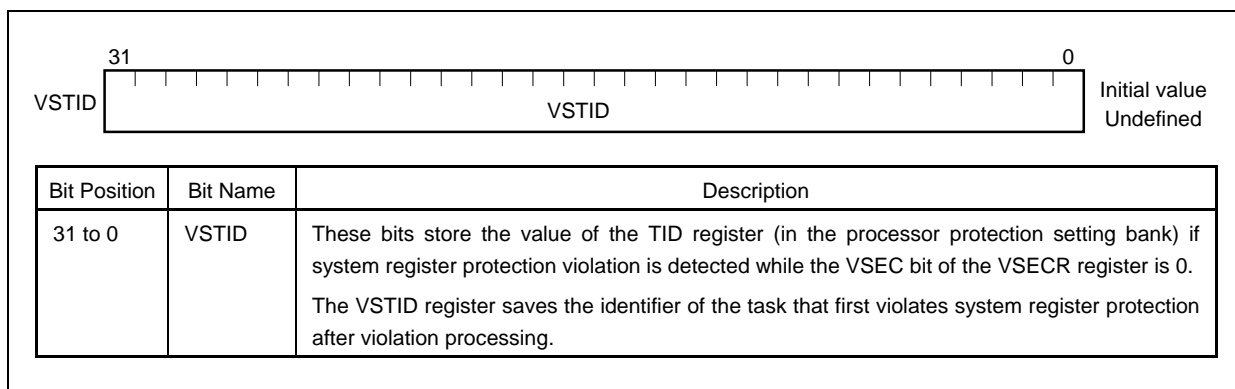 31 0
VSTID VSTID Initial value
Undefined
Bit Position Bit Name Description
31 to 0 VSTID These bits store the value of the TID register (in the processor protection setting bank) if
system register protection violation is detected while the VSEC bit of the VSECR register is 0.
The VSTID register saves the identifier of the task that first violates system register protection
after violation processing.